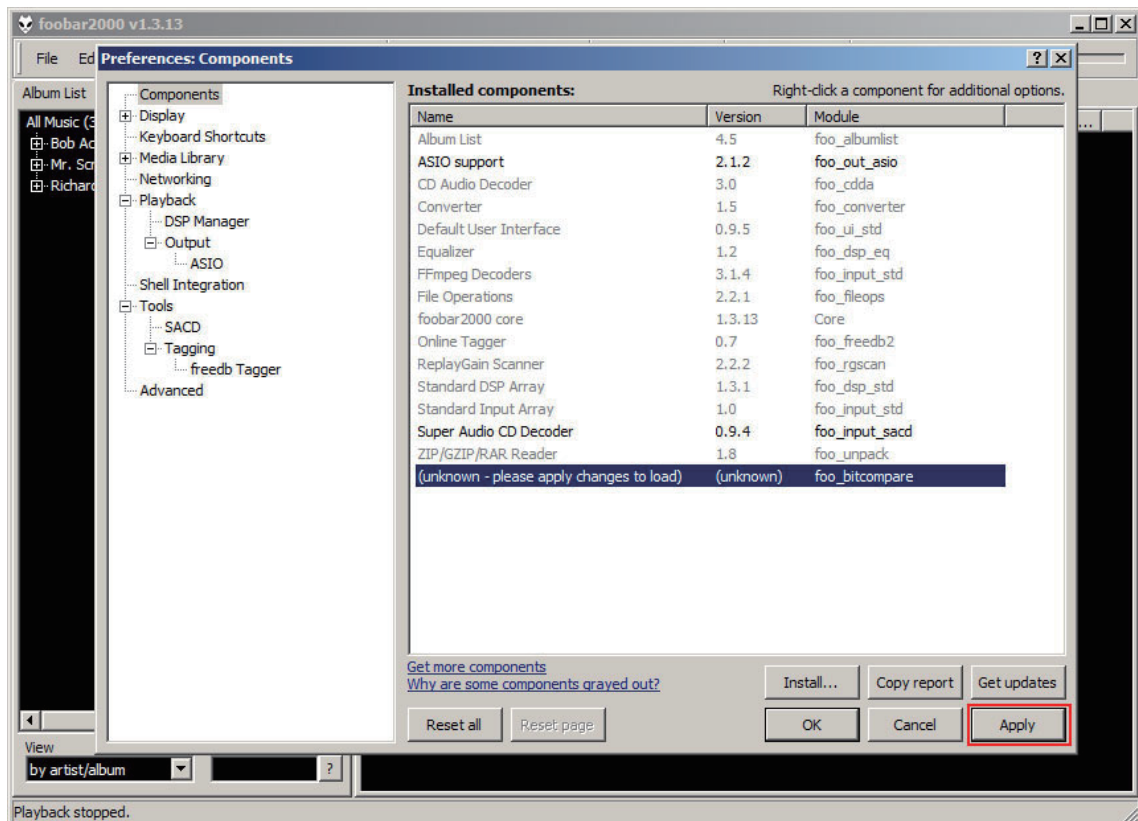 foobar2000 v1.3.13
File Ed
Preferences: Components
Album List
All Music (3
Bob Ac
Mr. Scr
Richard
Components
Display
Keyboard Shortcuts
Media Library
Networking
Playback
DSP Manager
Output
ASIO
Shell Integration
Tools
SACD
Tagging
freedb Tagger
Advanced
Installed components: Right-click a component for additional options.
Name Version Module
Album List 4.5 foo_albumlist
ASIO support 2.1.2 foo_out_asio
CD Audio Decoder 3.0 foo_cdda
Converter 1.5 foo_converter
Default User Interface 0.9.5 foo_ui_std
Equalizer 1.2 foo_dsp_eq
FFmpeg Decoders 3.1.4 foo_input_std
File Operations 2.2.1 foo_fileops
foobar2000 core 1.3.13 Core
Online Tagger 0.7 foo_freedb2
ReplayGain Scanner 2.2.2 foo_rgscan
Standard DSP Array 1.3.1 foo_dsp_std
Standard Input Array 1.0 foo_input_std
Super Audio CD Decoder 0.9.4 foo_input_sacd
ZIP/GZIP/RAR Reader 1.8 foo_unpack
(unknown - please apply changes to load) (unknown) foo_bitcompare
...
Get more components
Why are some components grayed out?
Install... Copy report Get updates
Reset all Reset page OK Cancel Apply
View
by artist/album ?
Playback stopped.